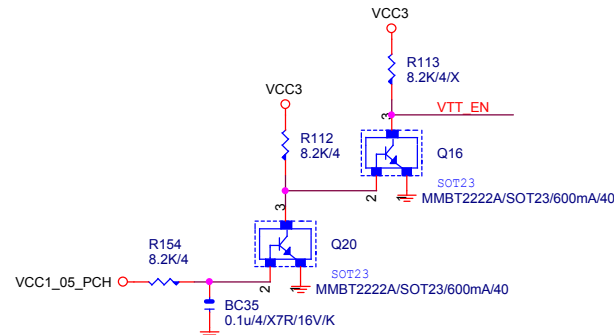 VCC3
R113
8.2K/4/X
VTT_EN
VCC3
3
R112
8.2K/4
Q16
SOT23
2
1
MMBT2222A/SOT23/600mA/40
3
R154
8.2K/4
Q20
SOT23
VCC1_05_PCH
2
1
MMBT2222A/SOT23/600mA/40
BC35
0.1u/4/X7R/16V/K